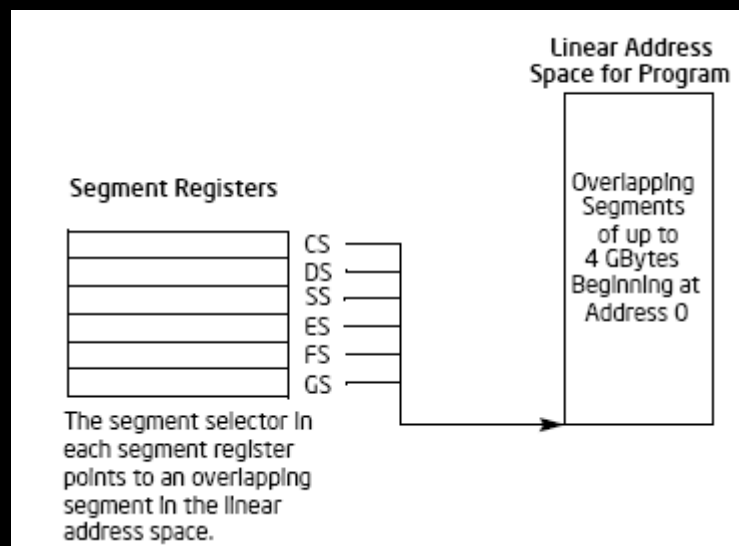 Linear Address
Space for Program
Segment Registers
CS
DS
SS
ES
FS
GS
Overlapping
Segments
of up to
4 GBytes
Beginning at
Address 0
The segment selector in
each segment register
points to an overlapping
segment in the linear
address space.